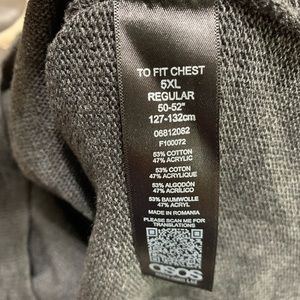 TO FIT CHEST
5XL
REGULAR
50-52"
127-132cm
06812082
F100072
53% COTTON
47% ACRYLIC
53% COTON
47% ACRYLIQUE
53% ALGODÓN
47% ACRÍLICO
53% BAUMWOLLE
47% ACRYL
MADE IN ROMANIA
PLEASE SCAN ME FOR
TRANSLATIONS
asos